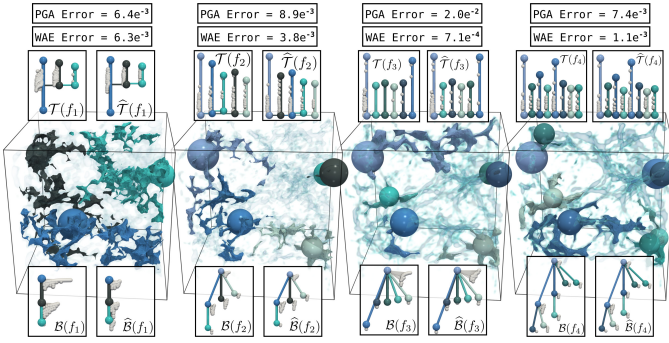 PGA Error = 6.4e⁻³
WAE Error = 6.3e⁻³
PGA Error = 8.9e⁻³
WAE Error = 3.8e⁻³
PGA Error = 2.0e⁻²
WAE Error = 7.1e⁻⁴
PGA Error = 7.4e⁻³
WAE Error = 1.1e⁻³
𝒯(f₁)
𝒯̂(f₁)
𝒯(f₂)
𝒯̂(f₂)
𝒯(f₃)
𝒯̂(f₃)
𝒯(f₄)
𝒯̂(f₄)
ℬ(f₁)
ℬ̂(f₁)
ℬ(f₂)
ℬ̂(f₂)
ℬ(f₃)
ℬ̂(f₃)
ℬ(f₄)
ℬ̂(f₄)